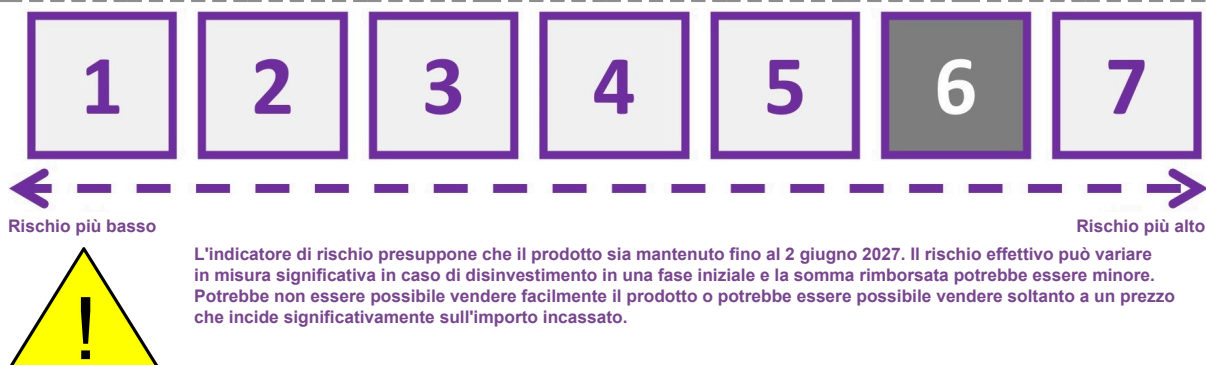 1 2 3 4 5 6 7
Rischio più basso Rischio più alto
L'indicatore di rischio presuppone che il prodotto sia mantenuto fino al 2 giugno 2027. Il rischio effettivo può variare
in misura significativa in caso di disinvestimento in una fase iniziale e la somma rimborsata potrebbe essere minore.
Potrebbe non essere possibile vendere facilmente il prodotto o potrebbe essere possibile vendere soltanto a un prezzo
che incide significativamente sull'importo incassato.
!